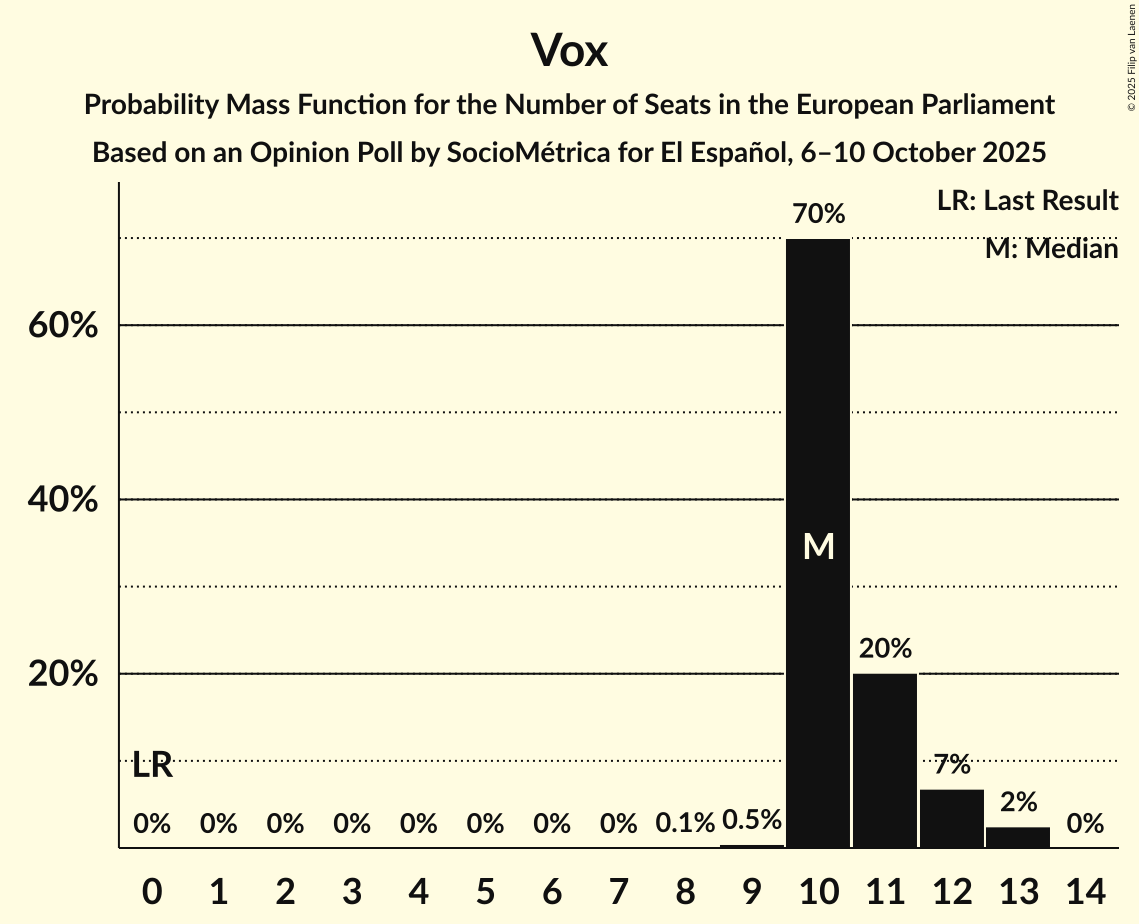 Vox
Probability Mass Function for the Number of Seats in the European Parliament
Based on an Opinion Poll by SocioMétrica for El Español, 6–10 October 2025
© 2025 Filip van Laenen
LR: Last Result
M: Median
70%
60%
40%
M
20%
20%
LR
7%
2%
0% 0% 0% 0% 0% 0% 0% 0% 0.1% 0.5% 0%
0 1 2 3 4 5 6 7 8 9 10 11 12 13 14